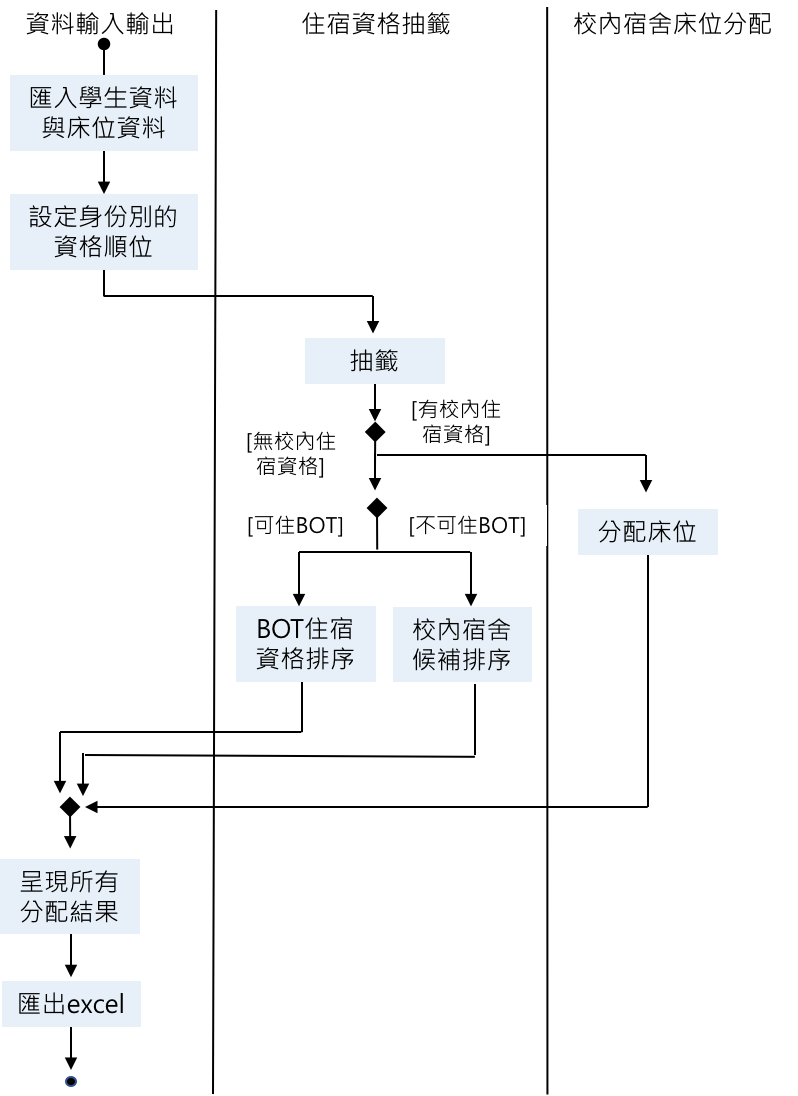 資料輸入輸出
住宿資格抽籤
校內宿舍床位分配
匯入學生資料
與床位資料
設定身份別的
資格順位
抽籤
[有校內住
宿資格]
[無校內住
宿資格]
[可住BOT]
[不可住BOT]
分配床位
BOT住宿
資格排序
校內宿舍
候補排序
呈現所有
分配結果
匯出excel